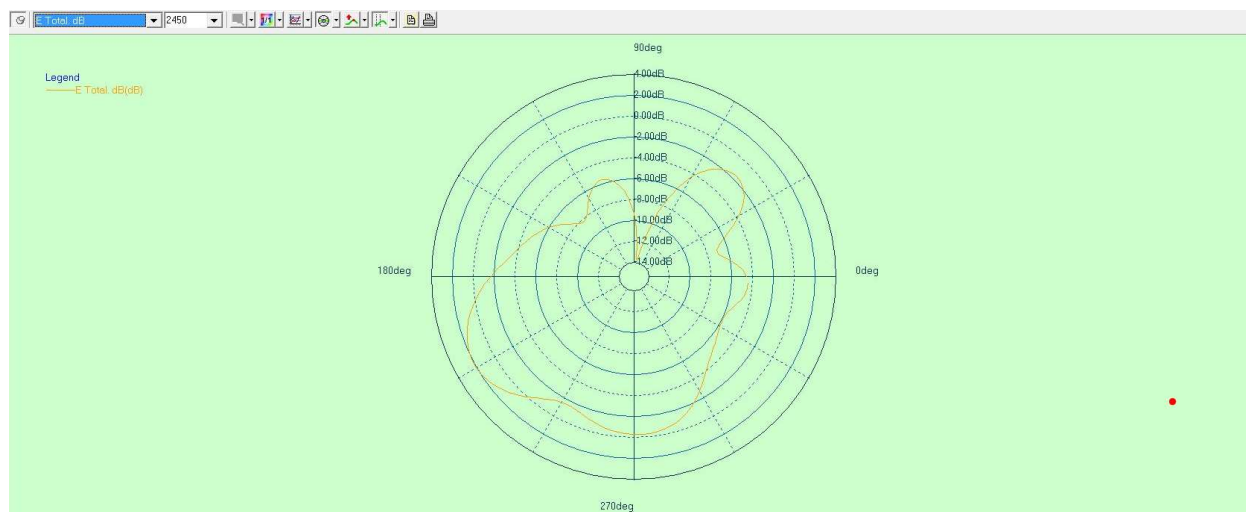 E Total. dB 2450
90deg
Legend
E Total. dB(dB)
4.00dB
2.00dB
0.00dB
-2.00dB
-4.00dB
-6.00dB
-8.00dB
-10.00dB
-12.00dB
-14.00dB
180deg 0deg
270deg